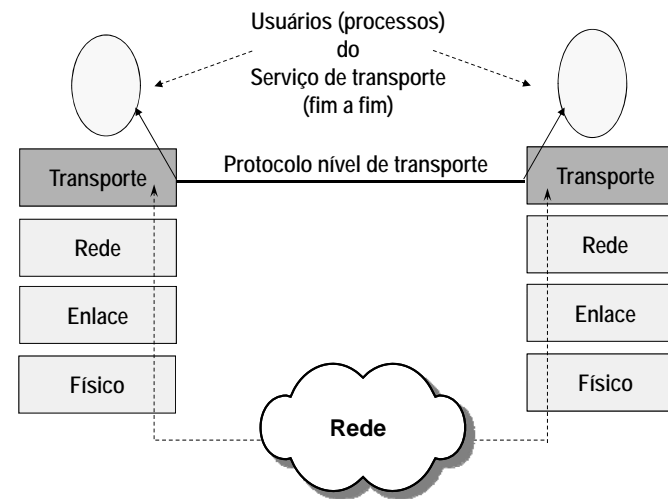 Usuários (processos)
do
Serviço de transporte
(fim a fim)
Protocolo nível de transporte
Transporte
Transporte
Rede
Rede
Enlace
Enlace
Físico
Físico
Rede